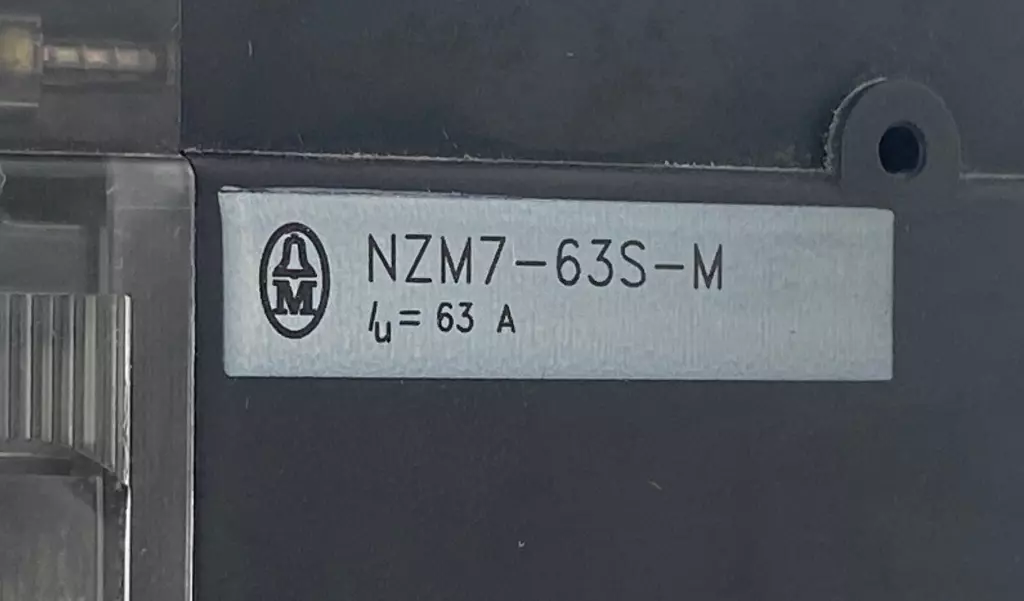 M
NZM7-63S-M
Iu = 63 A